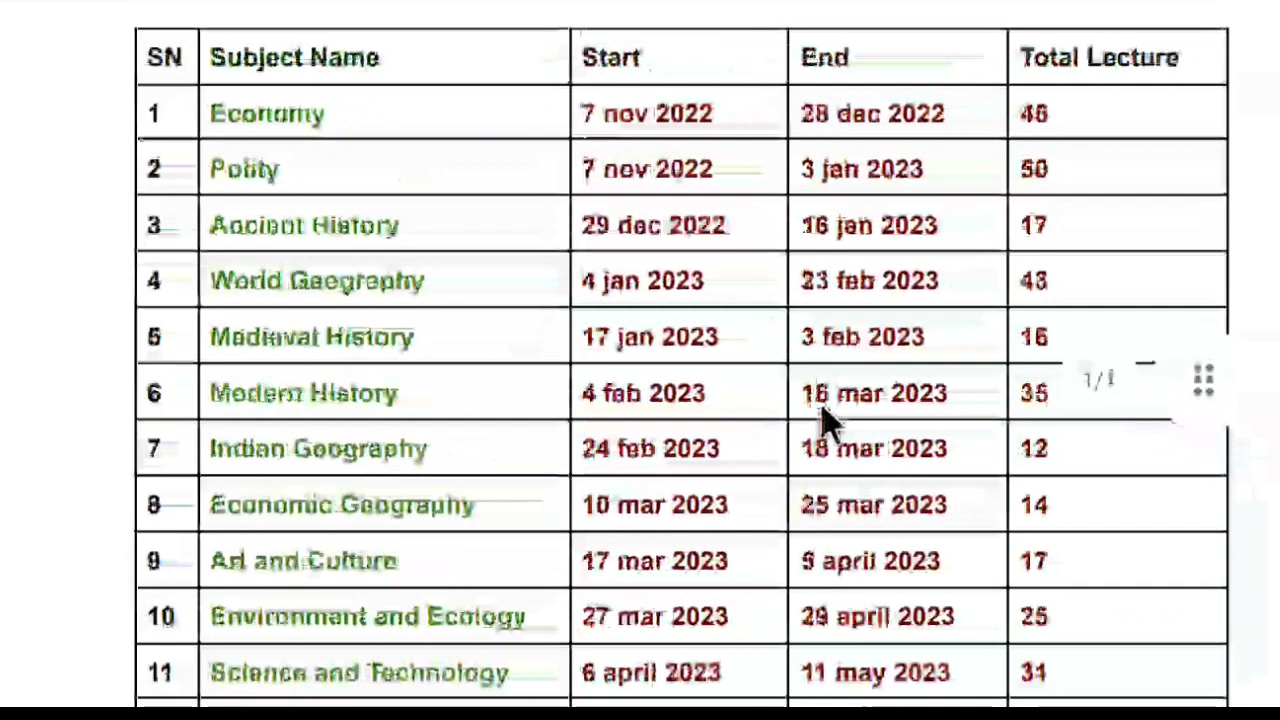 SN Subject Name Start End Total Lecture
1 Economy 7 nov 2022 28 dec 2022 46
2 Polity 7 nov 2022 3 jan 2023 50
3 Ancient History 29 dec 2022 16 jan 2023 17
4 World Geography 4 jan 2023 23 feb 2023 43
5 Medieval History 17 jan 2023 3 feb 2023 16
6 Modern History 4 feb 2023 16 mar 2023 35
7 Indian Geography 24 feb 2023 18 mar 2023 12
8 Economic Geography 10 mar 2023 25 mar 2023 14
9 Art and Culture 17 mar 2023 april 2023 17
10 Environment and Ecology 27 mar 2023 29 april 2023 25
11 Science and Technology 6 april 2023 11 may 2023 31
1/1